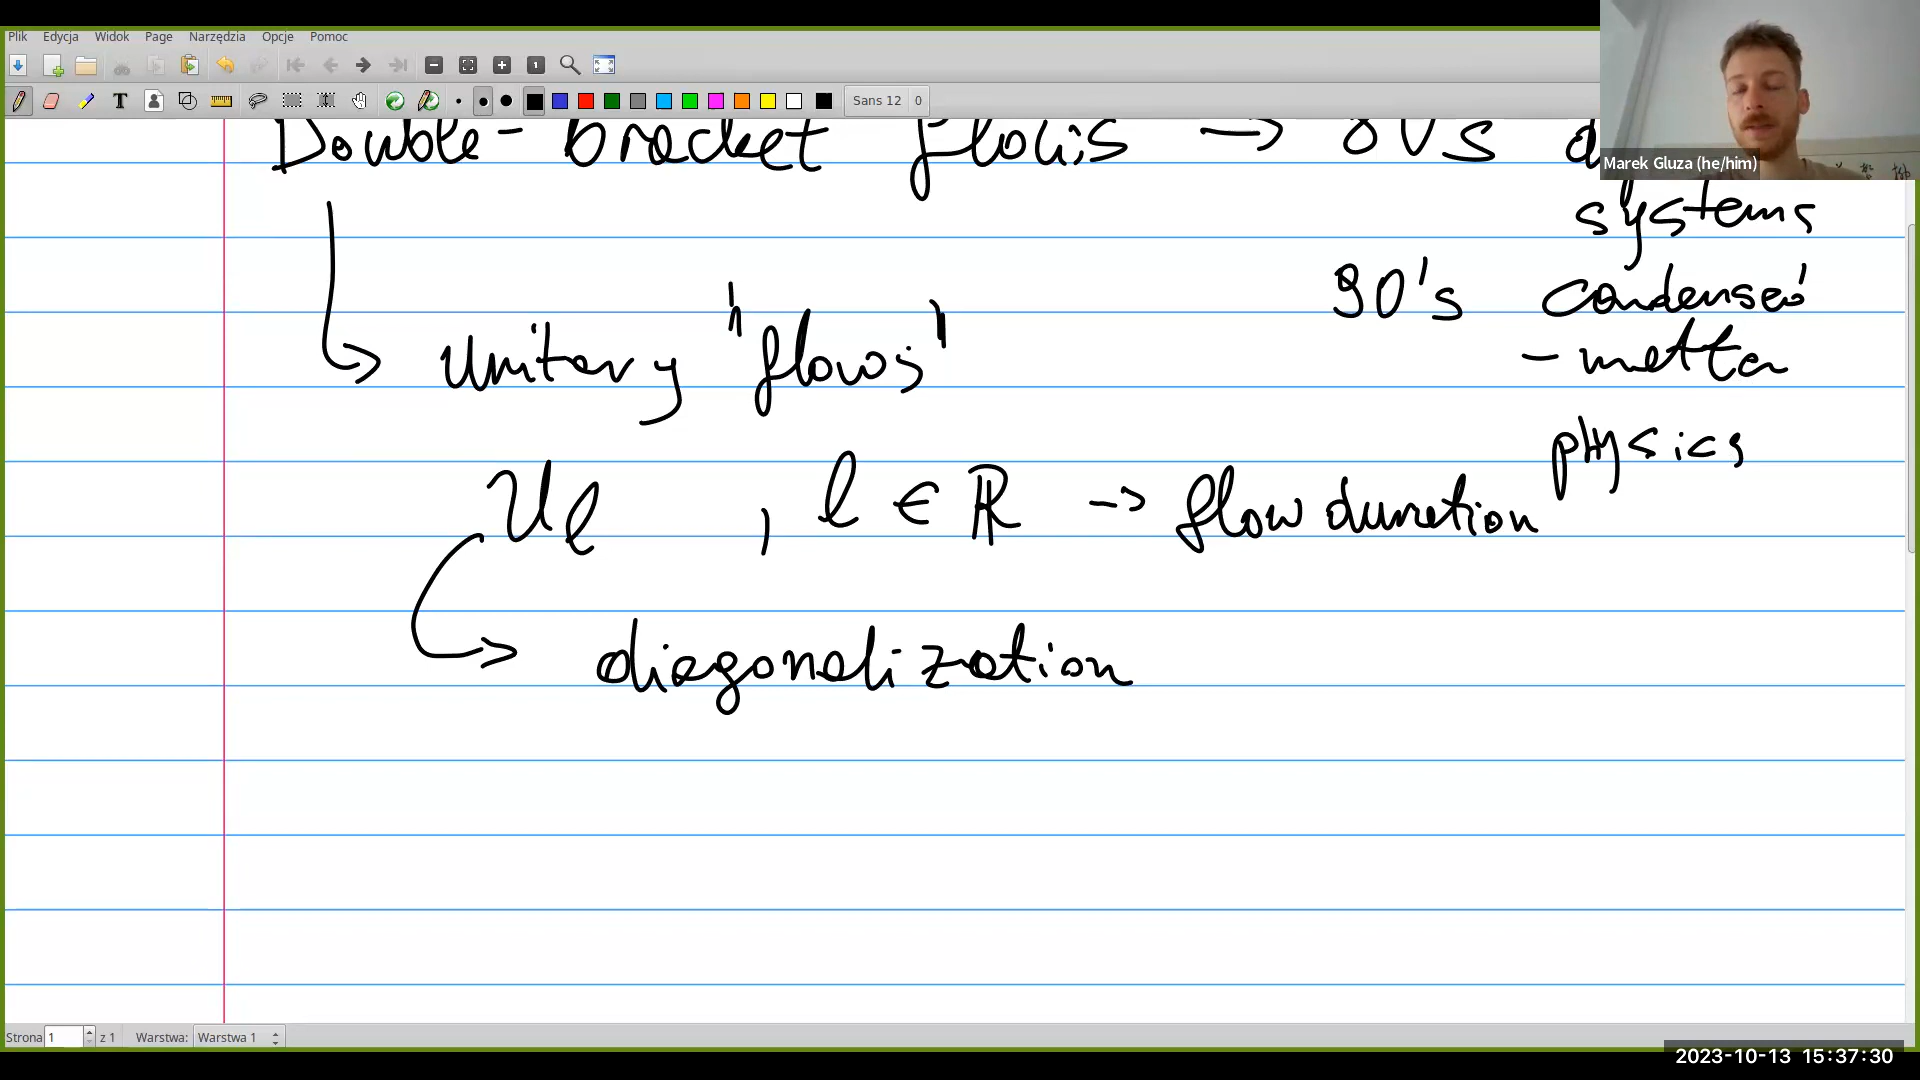 Plik Edycja Widok Page Narzędzia Opcje Pomoc
Sans 12 0
Marek Gluza (he/him)
Double-bracket flows → 80's
systems
90's condensed
-matter
physics
unitary "flows"
U_l , l ∈ ℝ → flow duration
diagonalization
Strona 1 z 1 Warstwa: Warstwa 1
2023-10-13 15:37:30